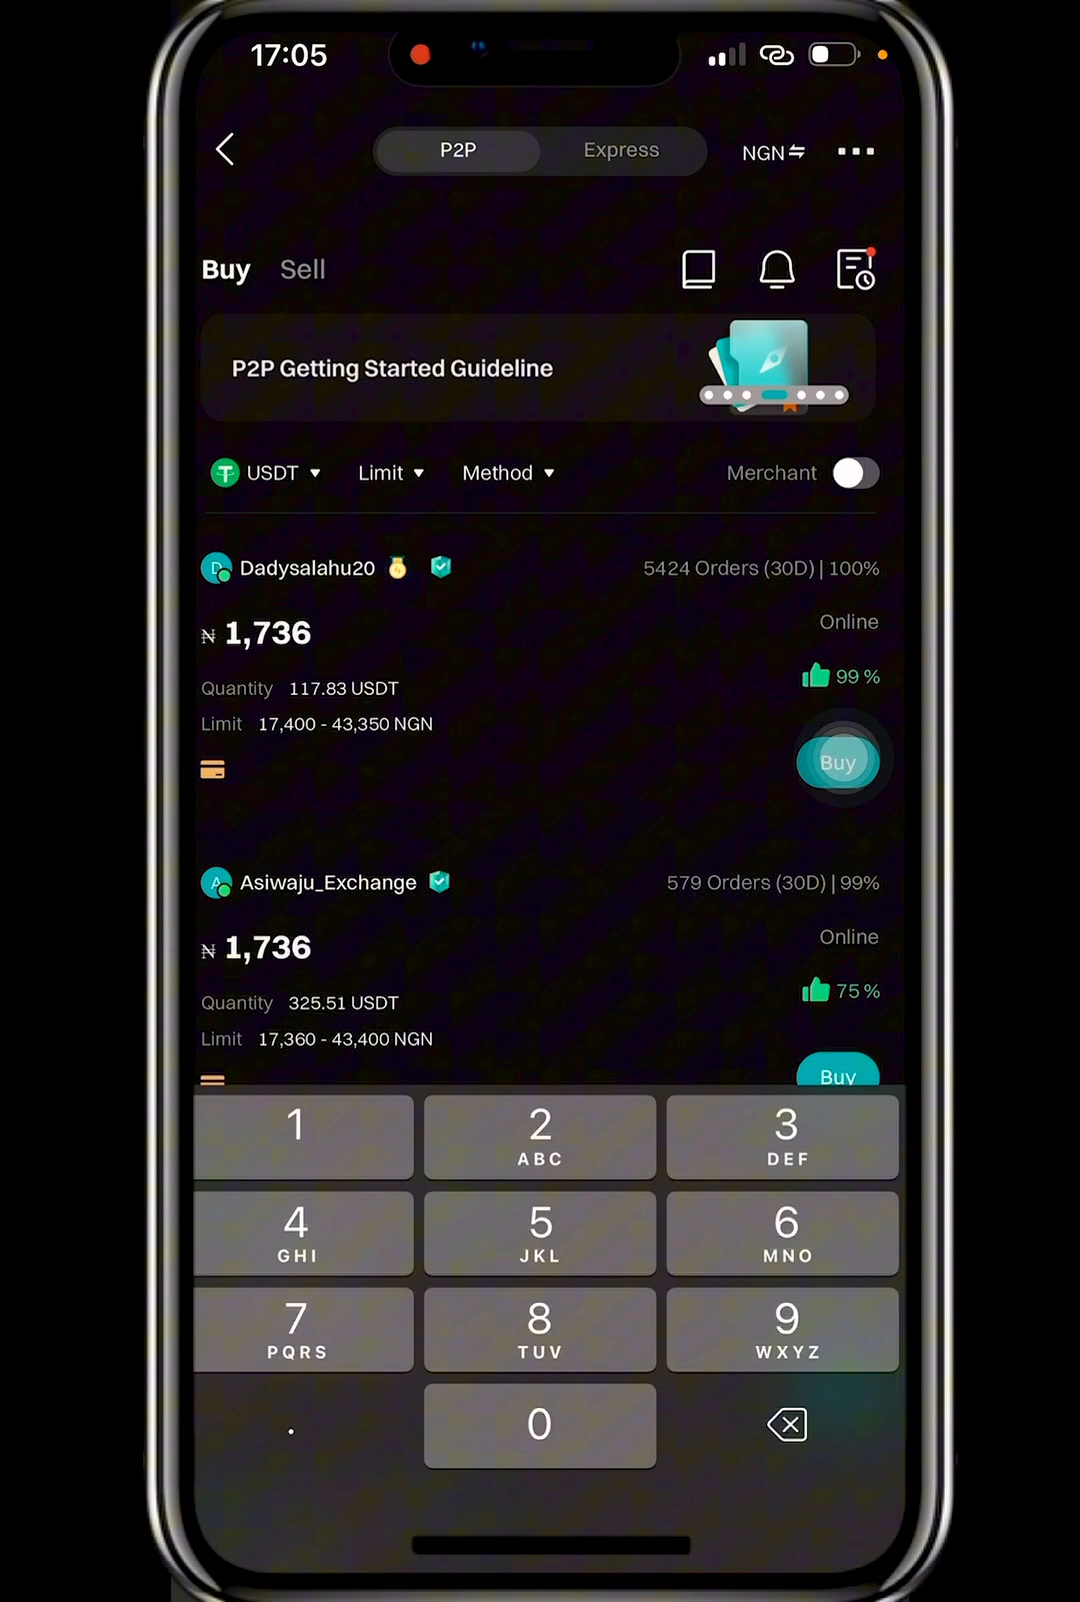 17:05
P2P Express NGN
Buy Sell
P2P Getting Started Guideline
USDT Limit Method Merchant
D Dadysalahu20 5424 Orders (30D) | 100%
₦ 1,736 Online
99 %
Quantity 117.83 USDT
Limit 17,400 - 43,350 NGN
Buy
A Asiwaju_Exchange 579 Orders (30D) | 99%
₦ 1,736 Online
75 %
Quantity 325.51 USDT
Limit 17,360 - 43,400 NGN
Buy
1 2 3
ABC DEF
4 5 6
GHI JKL MNO
7 8 9
PQRS TUV WXYZ
. 0